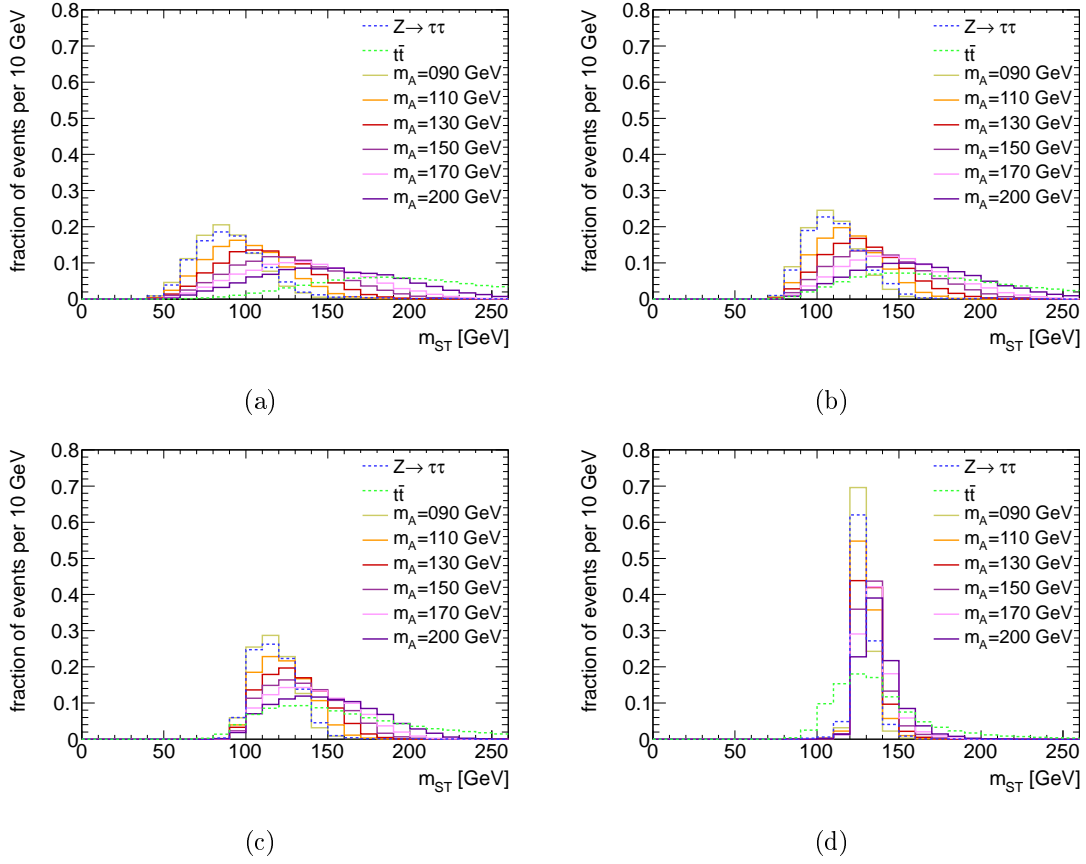 fraction of events per 10 GeV
0.8
0.7
0.6
0.5
0.4
0.3
0.2
0.1
0
Z→ ττ
tt̄
m_A=090 GeV
m_A=110 GeV
m_A=130 GeV
m_A=150 GeV
m_A=170 GeV
m_A=200 GeV
0 50 100 150 200 250
m_ST [GeV]
(a)
fraction of events per 10 GeV
0.8
0.7
0.6
0.5
0.4
0.3
0.2
0.1
0
Z→ ττ
tt̄
m_A=090 GeV
m_A=110 GeV
m_A=130 GeV
m_A=150 GeV
m_A=170 GeV
m_A=200 GeV
0 50 100 150 200 250
m_ST [GeV]
(b)
fraction of events per 10 GeV
0.8
0.7
0.6
0.5
0.4
0.3
0.2
0.1
0
Z→ ττ
tt̄
m_A=090 GeV
m_A=110 GeV
m_A=130 GeV
m_A=150 GeV
m_A=170 GeV
m_A=200 GeV
0 50 100 150 200 250
m_ST [GeV]
(c)
fraction of events per 10 GeV
0.8
0.7
0.6
0.5
0.4
0.3
0.2
0.1
0
Z→ ττ
tt̄
m_A=090 GeV
m_A=110 GeV
m_A=130 GeV
m_A=150 GeV
m_A=170 GeV
m_A=200 GeV
0 50 100 150 200 250
m_ST [GeV]
(d)